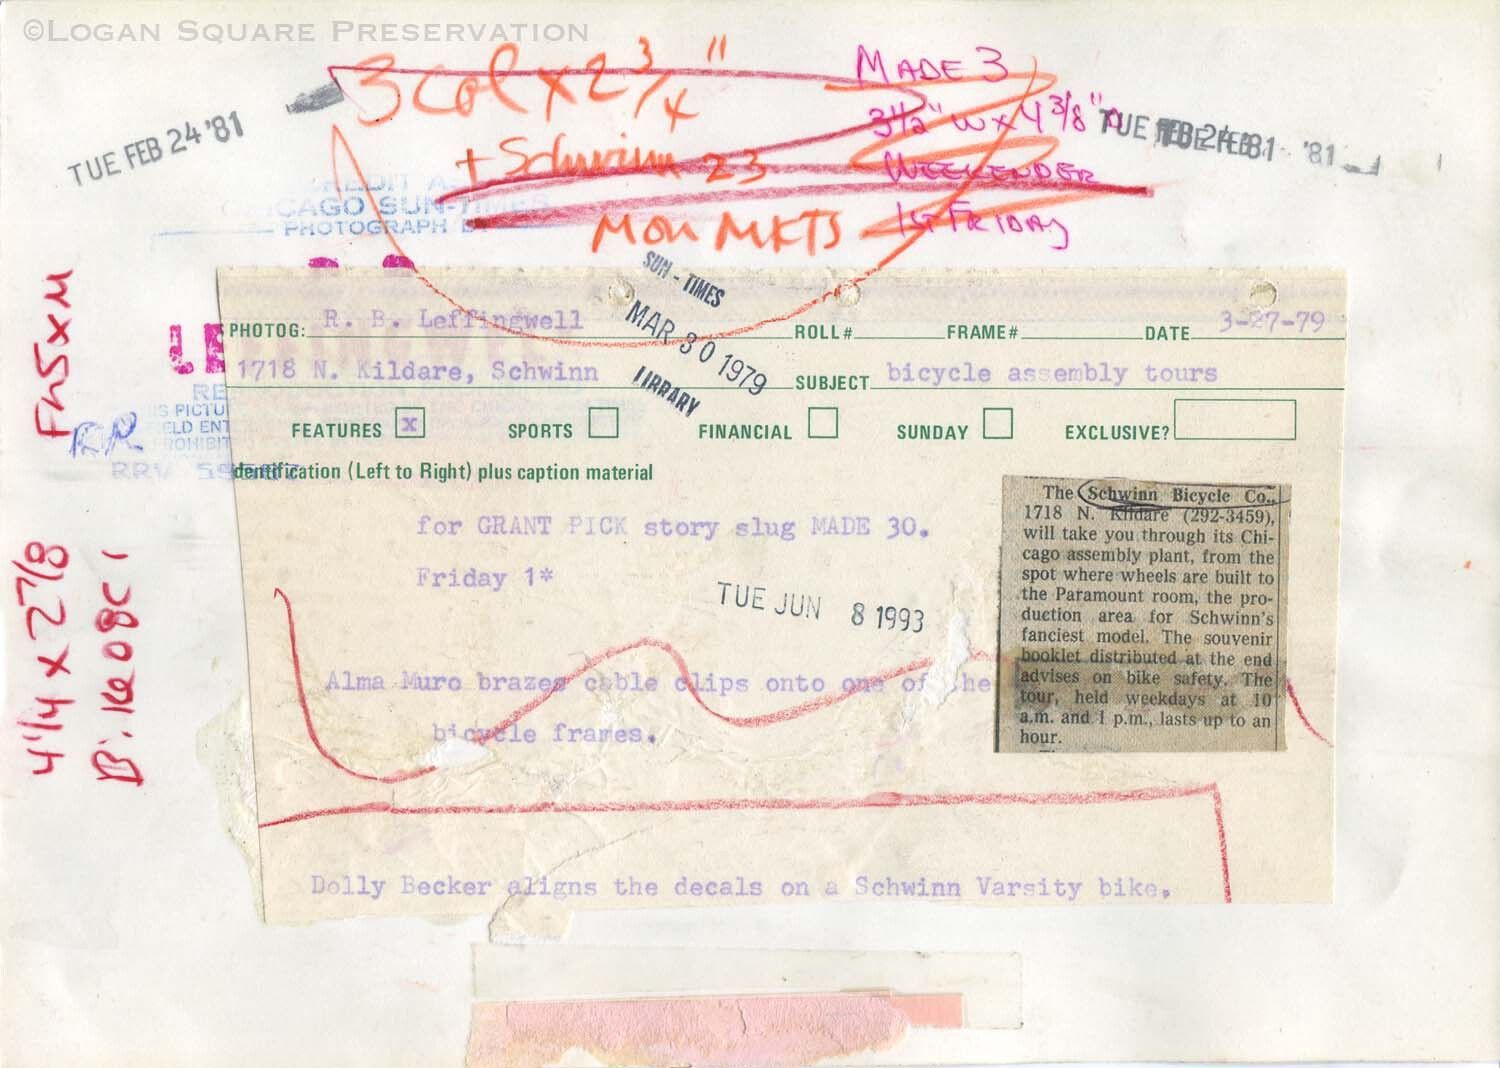 ©LOGAN SQUARE PRESERVATION
3 col x 2 3/4"
MADE 3
3 1/2" w x 4 3/8"
TUE FEB 24 '81
+ Schwinn 23
WEEKENDER
CHICAGO SUN-TIMES
PHOTOGRAPH
MON MKTS
1ST FRIDAY
SUN-TIMES
MAR 30 1979
LIBRARY
PHOTOG: R. B. Leffingwell ROLL# FRAME# DATE 3-27-79
1718 N. Kildare, Schwinn SUBJECT bicycle assembly tours
FEATURES x SPORTS FINANCIAL SUNDAY EXCLUSIVE?
RR
dentification (Left to Right) plus caption material
for GRANT PICK story slug MADE 30.
Friday 1*
TUE JUN 8 1993
Alma Muro brazes cable clips onto one of he
bicycle frames.
The Schwinn Bicycle Co.,
1718 N. Kildare (292-3459),
will take you through its Chi-
cago assembly plant, from the
spot where wheels are built to
the Paramount room, the pro-
duction area for Schwinn's
fanciest model. The souvenir
booklet distributed at the end
advises on bike safety. The
tour, held weekdays at 10
a.m. and 1 p.m., lasts up to an
hour.
Dolly Becker aligns the decals on a Schwinn Varsity bike.
4 1/4 x 2 7/8